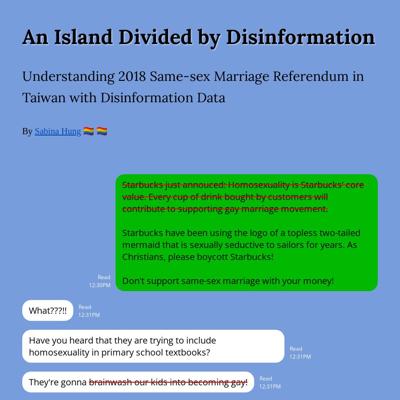 An Island Divided by Disinformation
Understanding 2018 Same-sex Marriage Referendum in
Taiwan with Disinformation Data
By Sabina Hung 🏳️‍🌈 🏳️‍🌈
Starbucks just annouced: Homosexuality is Starbucks' core
value. Every cup of drink bought by customers will
contribute to supporting gay marriage movement.
Starbucks have been using the logo of a topless two-tailed
mermaid that is sexually seductive to sailors for years. As
Christians, please boycott Starbucks!
Don't support same-sex marriage with your money!
Read
12:30PM
What???!!
Read
12:31PM
Have you heard that they are trying to include
homosexuality in primary school textbooks?
Read
12:31PM
They're gonna brainwash our kids into becoming gay!
Read
12:31PM